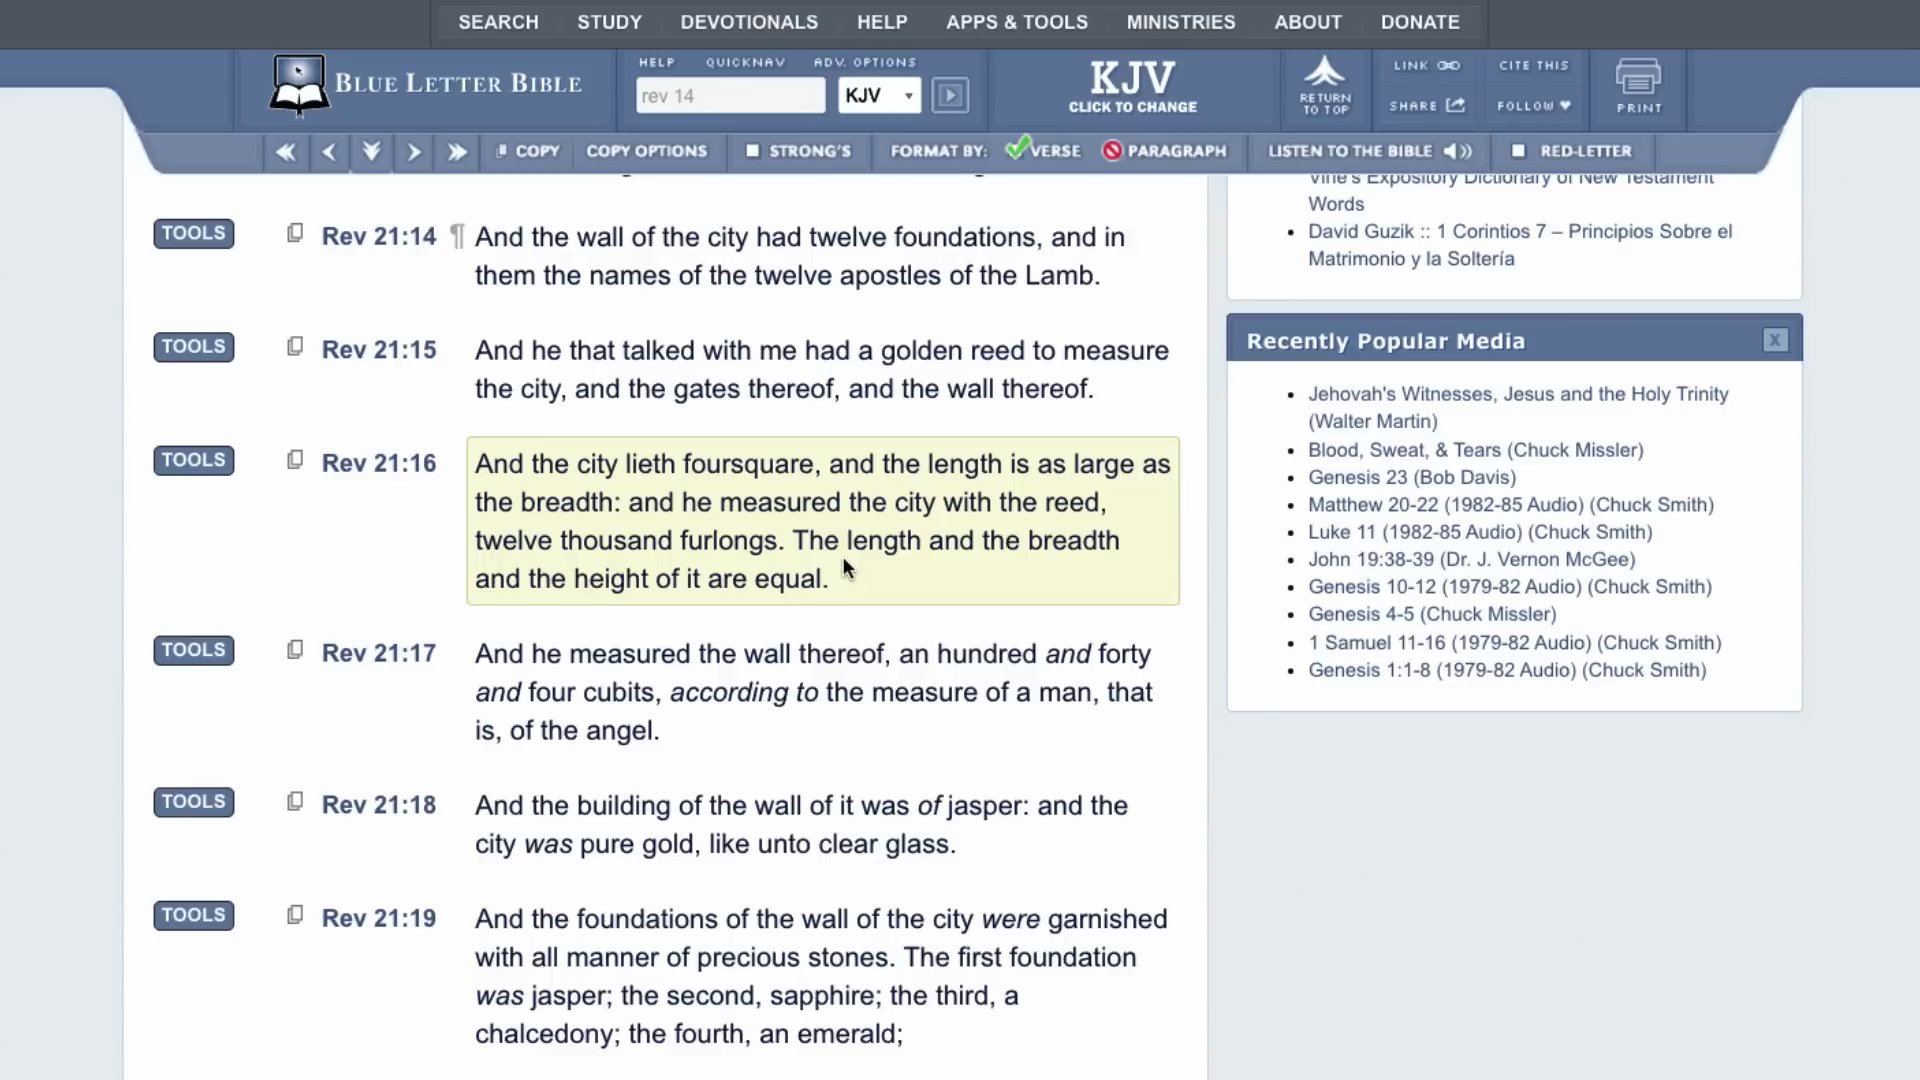 SEARCH STUDY DEVOTIONALS HELP APPS & TOOLS MINISTRIES ABOUT DONATE
BLUE LETTER BIBLE
HELP QUICKNAV ADV. OPTIONS
rev 14 KJV
KJV
CLICK TO CHANGE
RETURN
TO TOP
LINK
SHARE
CITE THIS
FOLLOW
PRINT
COPY COPY OPTIONS STRONG'S FORMAT BY: VERSE PARAGRAPH LISTEN TO THE BIBLE RED-LETTER
TOOLS Rev 21:14 ¶ And the wall of the city had twelve foundations, and in
them the names of the twelve apostles of the Lamb.
TOOLS Rev 21:15 And he that talked with me had a golden reed to measure
the city, and the gates thereof, and the wall thereof.
TOOLS Rev 21:16 And the city lieth foursquare, and the length is as large as
the breadth: and he measured the city with the reed,
twelve thousand furlongs. The length and the breadth
and the height of it are equal.
TOOLS Rev 21:17 And he measured the wall thereof, an hundred and forty
and four cubits, according to the measure of a man, that
is, of the angel.
TOOLS Rev 21:18 And the building of the wall of it was of jasper: and the
city was pure gold, like unto clear glass.
TOOLS Rev 21:19 And the foundations of the wall of the city were garnished
with all manner of precious stones. The first foundation
was jasper; the second, sapphire; the third, a
chalcedony; the fourth, an emerald;
Vine's Expository Dictionary of New Testament
Words
• David Guzik :: 1 Corintios 7 – Principios Sobre el
Matrimonio y la Soltería
Recently Popular Media x
• Jehovah's Witnesses, Jesus and the Holy Trinity
(Walter Martin)
• Blood, Sweat, & Tears (Chuck Missler)
• Genesis 23 (Bob Davis)
• Matthew 20-22 (1982-85 Audio) (Chuck Smith)
• Luke 11 (1982-85 Audio) (Chuck Smith)
• John 19:38-39 (Dr. J. Vernon McGee)
• Genesis 10-12 (1979-82 Audio) (Chuck Smith)
• Genesis 4-5 (Chuck Missler)
• 1 Samuel 11-16 (1979-82 Audio) (Chuck Smith)
• Genesis 1:1-8 (1979-82 Audio) (Chuck Smith)